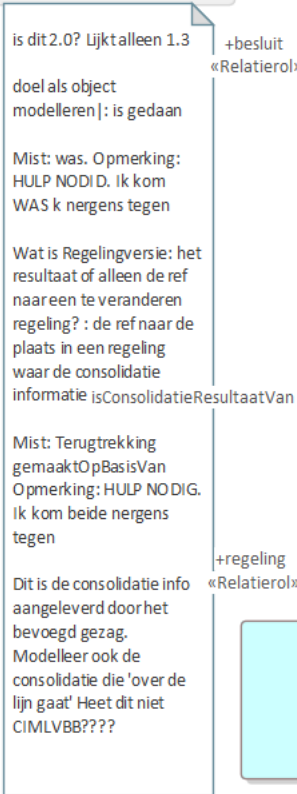 is dit 2.0? Lijkt alleen 1.3
doel als object
modelleren|: is gedaan
Mist: was. Opmerking:
HULP NODID. Ik kom
WAS k nergens tegen
Wat is Regelingversie: het
resultaat of alleen de ref
naar een te veranderen
regeling? : de ref naar de
plaats in een regeling
waar de consolidatie
informatie
Mist: Terugtrekking
gemaaktOpBasisVan
Opmerking: HULP NODIG.
Ik kom beide nergens
tegen
Dit is de consolidatie info
aangeleverd door het
bevoegd gezag.
Modelleer ook de
consolidatie die 'over de
lijn gaat' Heet dit niet
CIMLVBB????
+besluit
«Relatierol»
isConsolidatieResultaatVan
+regeling
«Relatierol»